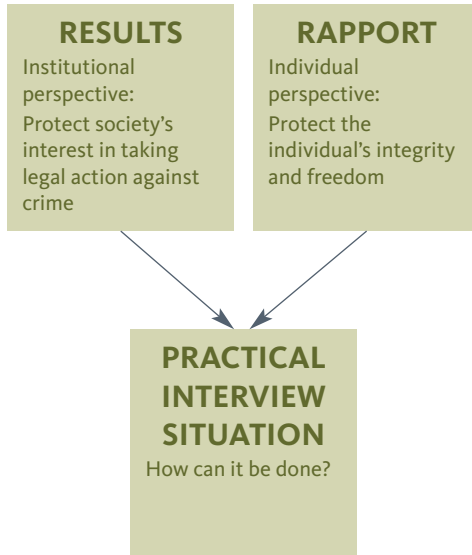 RESULTS
Institutional
perspective:
Protect society’s
interest in taking
legal action against
crime
RAPPORT
Individual
perspective:
Protect the
individual’s integrity
and freedom
PRACTICAL
INTERVIEW
SITUATION
How can it be done?